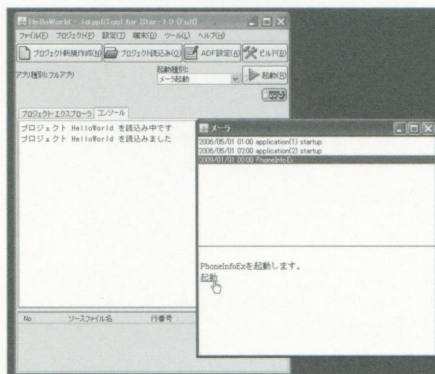 HelloWorld - iαppliTool for Star-1.0 (Full)
ファイル(F) プロジェクト(P) 設定(T) 端末(D) ツール(L) ヘルプ(H)
プロジェクト新規作成(N) プロジェクト読込み(O) ADF設定(A) ビルド(B)
アプリ種別: フルアプリ
起動種別:
メーラ起動
起動(R)
プロジェクトエクスプローラ コンソール
プロジェクト HelloWorld を読込み中です
プロジェクト HelloWorld を読込みました
No ソースファイル名 行番号
メーラ
2006/05/01 01:00 application(1) startup
2006/05/01 02:00 application(2) startup
2009/01/01 00:00 PhoneInfoEx
PhoneInfoExを起動します。
起動